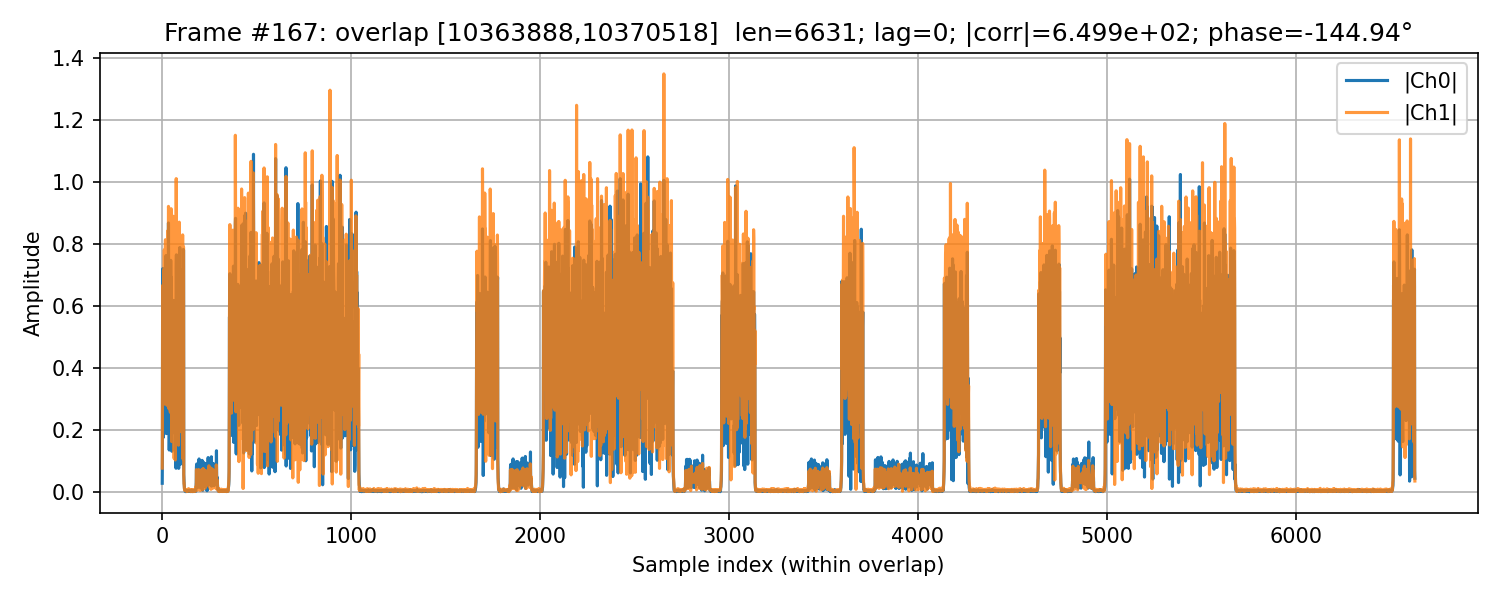 Frame #167: overlap [10363888,10370518]  len=6631; lag=0; |corr|=6.499e+02; phase=-144.94°
|Ch0|
|Ch1|
Amplitude
1.4
1.2
1.0
0.8
0.6
0.4
0.2
0.0
0 1000 2000 3000 4000 5000 6000
Sample index (within overlap)